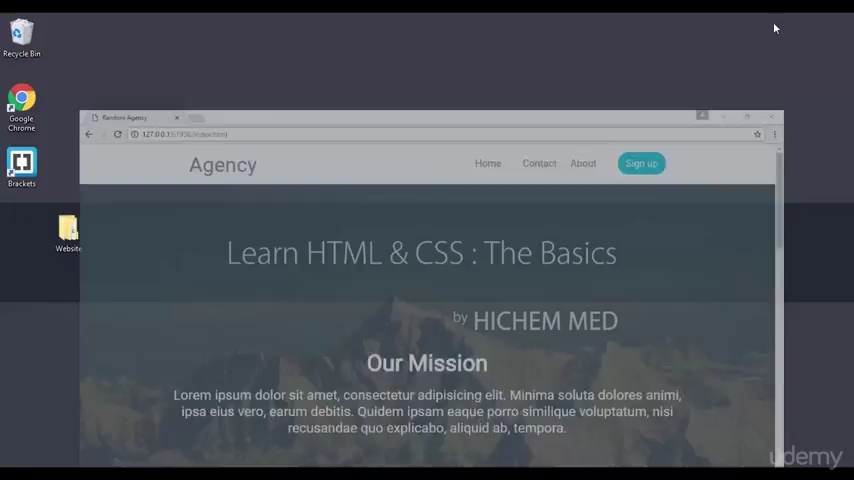 Recycle Bin
Google
Chrome
Brackets
Website
Random Agency
Agency
Home
Contact
About
Sign up
Learn HTML & CSS : The Basics
by HICHEM MED
Our Mission
Lorem ipsum dolor sit amet, consectetur adipisicing elit. Minima soluta dolores animi,
ipsa eius vero, earum debitis. Quidem ipsam eaque porro similique voluptatum, nisi
recusandae quo explicabo, aliquid ab, tempora.
udemy